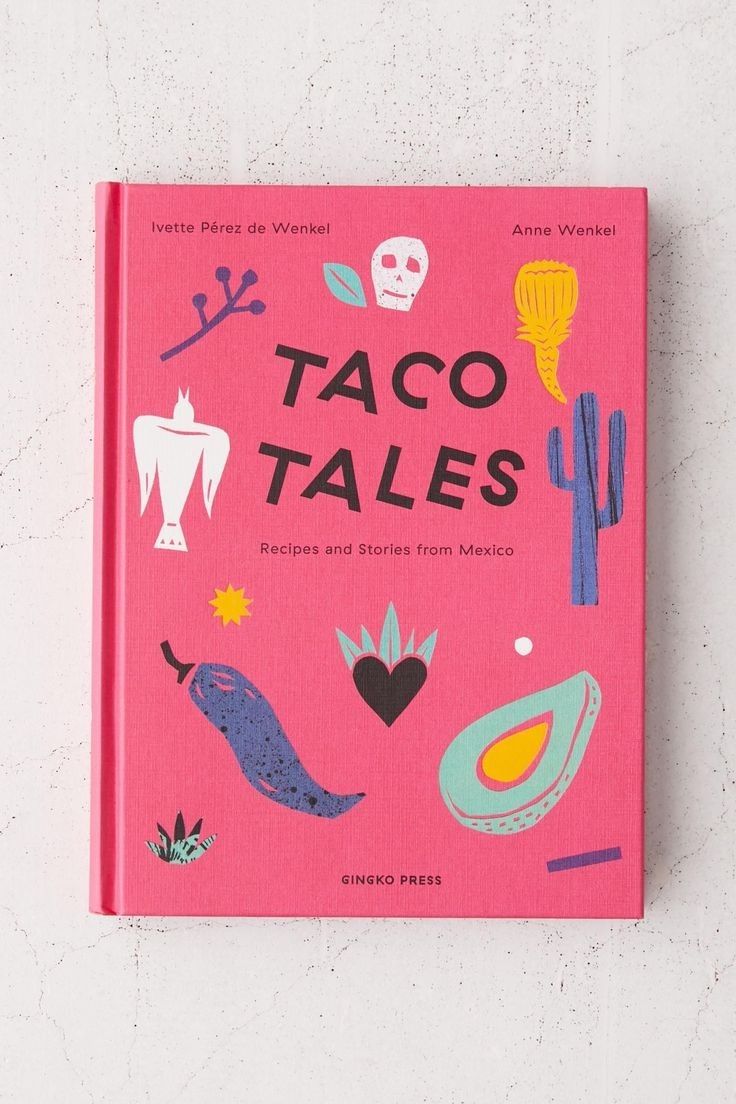 Ivette Pérez de Wenkel
Anne Wenkel
TACO
TALES
Recipes and Stories from Mexico
GINGKO PRESS